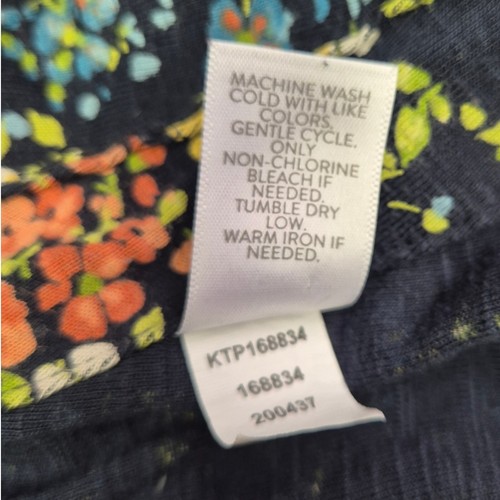 MACHINE WASH
COLD WITH LIKE
COLORS.
GENTLE CYCLE.
ONLY
NON-CHLORINE
BLEACH IF
NEEDED.
TUMBLE DRY
LOW.
WARM IRON IF
NEEDED.
KTP168834
168834
200437